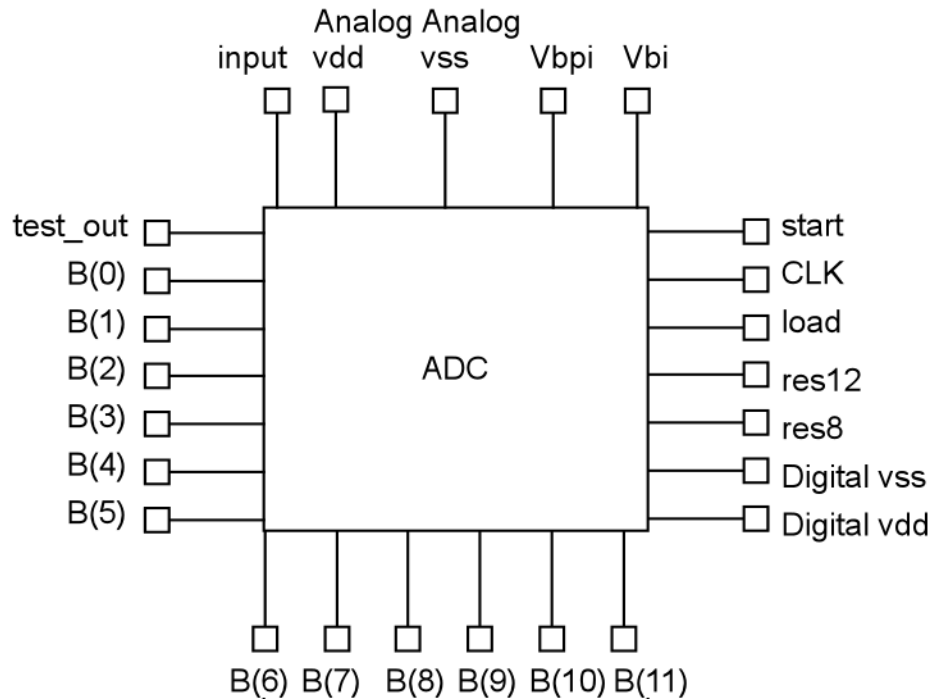 Analog Analog
input vdd vss Vbpi Vbi
test_out
B(0)
B(1)
B(2)
B(3)
B(4)
B(5)
ADC
start
CLK
load
res12
res8
Digital vss
Digital vdd
B(6) B(7) B(8) B(9) B(10) B(11)